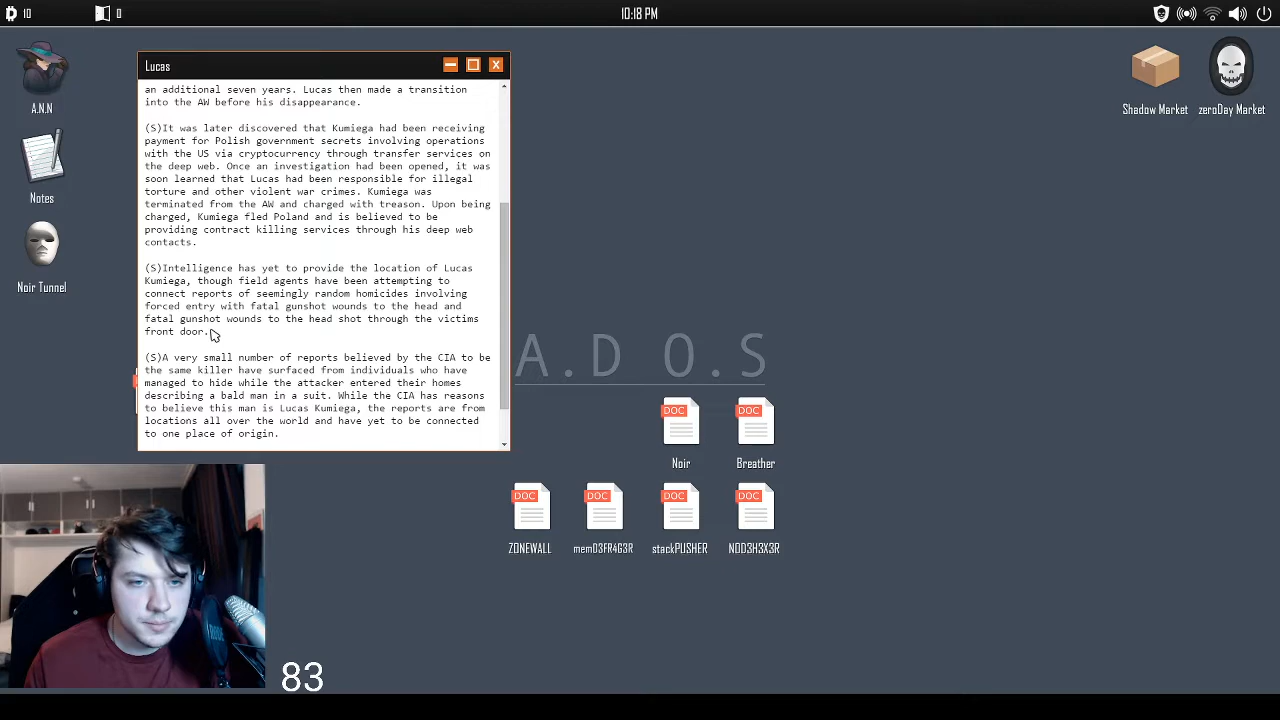 10
0
10:18 PM
A.N.N
Notes
Noir Tunnel
Shadow Market
zeroDay Market
Lucas
an additional seven years. Lucas then made a transition
into the AW before his disappearance.
(S)It was later discovered that Kumiega had been receiving
payment for Polish government secrets involving operations
with the US via cryptocurrency through transfer services on
the deep web. Once an investigation had been opened, it was
soon learned that Lucas had been responsible for illegal
torture and other violent war crimes. Kumiega was
terminated from the AW and charged with treason. Upon being
charged, Kumiega fled Poland and is believed to be
providing contract killing services through his deep web
contacts.
(S)Intelligence has yet to provide the location of Lucas
Kumiega, though field agents have been attempting to
connect reports of seemingly random homicides involving
forced entry with fatal gunshot wounds to the head and
fatal gunshot wounds to the head shot through the victims
front door.
(S)A very small number of reports believed by the CIA to be
the same killer have surfaced from individuals who have
managed to hide while the attacker entered their homes
describing a bald man in a suit. While the CIA has reasons
to believe this man is Lucas Kumiega, the reports are from
locations all over the world and have yet to be connected
to one place of origin.
A.D O.S
DOC
DOC
Noir
Breather
DOC
DOC
DOC
DOC
ZONEWALL
memD3FR4G3R
stackPUSHER
NODEH3X3R
83